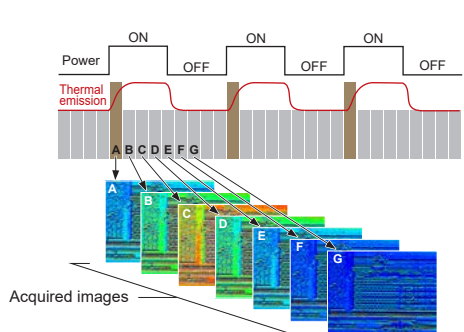 ON ON ON
Power OFF OFF OFF
Thermal
emission
A B C D E F G
A
B
C
D
E
F
G
Acquired images